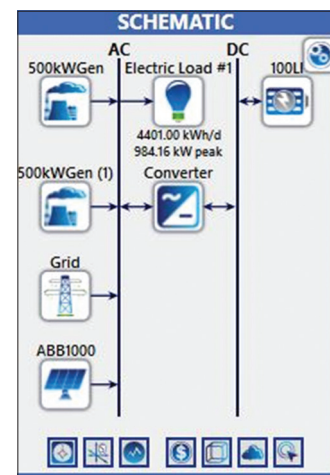 SCHEMATIC
AC
DC
500kWGen
Electric Load #1
100LI
4401.00 kWh/d
984.16 kW peak
500kWGen (1)
Converter
Grid
ABB1000